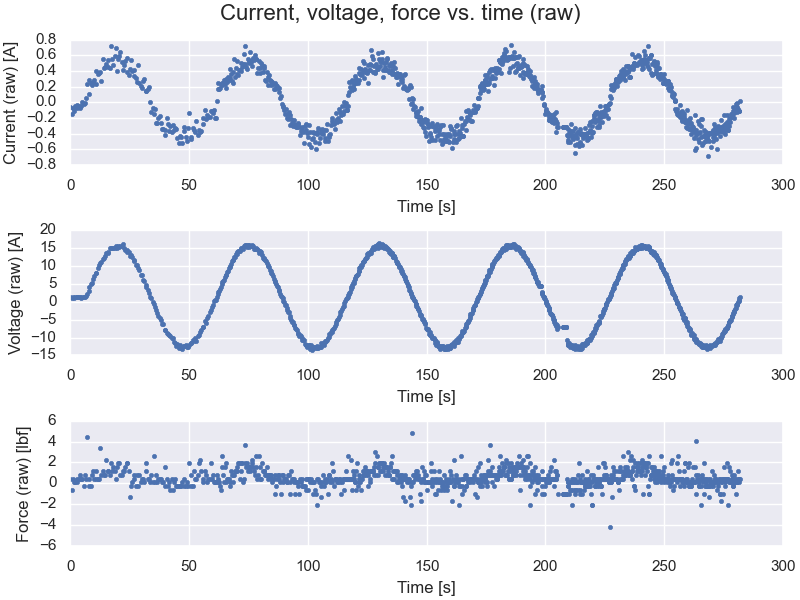 Current, voltage, force vs. time (raw)
Current (raw) [A]
0.8
0.6
0.4
0.2
0.0
−0.2
−0.4
−0.6
−0.8
0 50 100 150 200 250 300
Time [s]
Voltage (raw) [A]
20
15
10
5
0
−5
−10
−15
0 50 100 150 200 250 300
Time [s]
Force (raw) [lbf]
6
4
2
0
−2
−4
−6
0 50 100 150 200 250 300
Time [s]